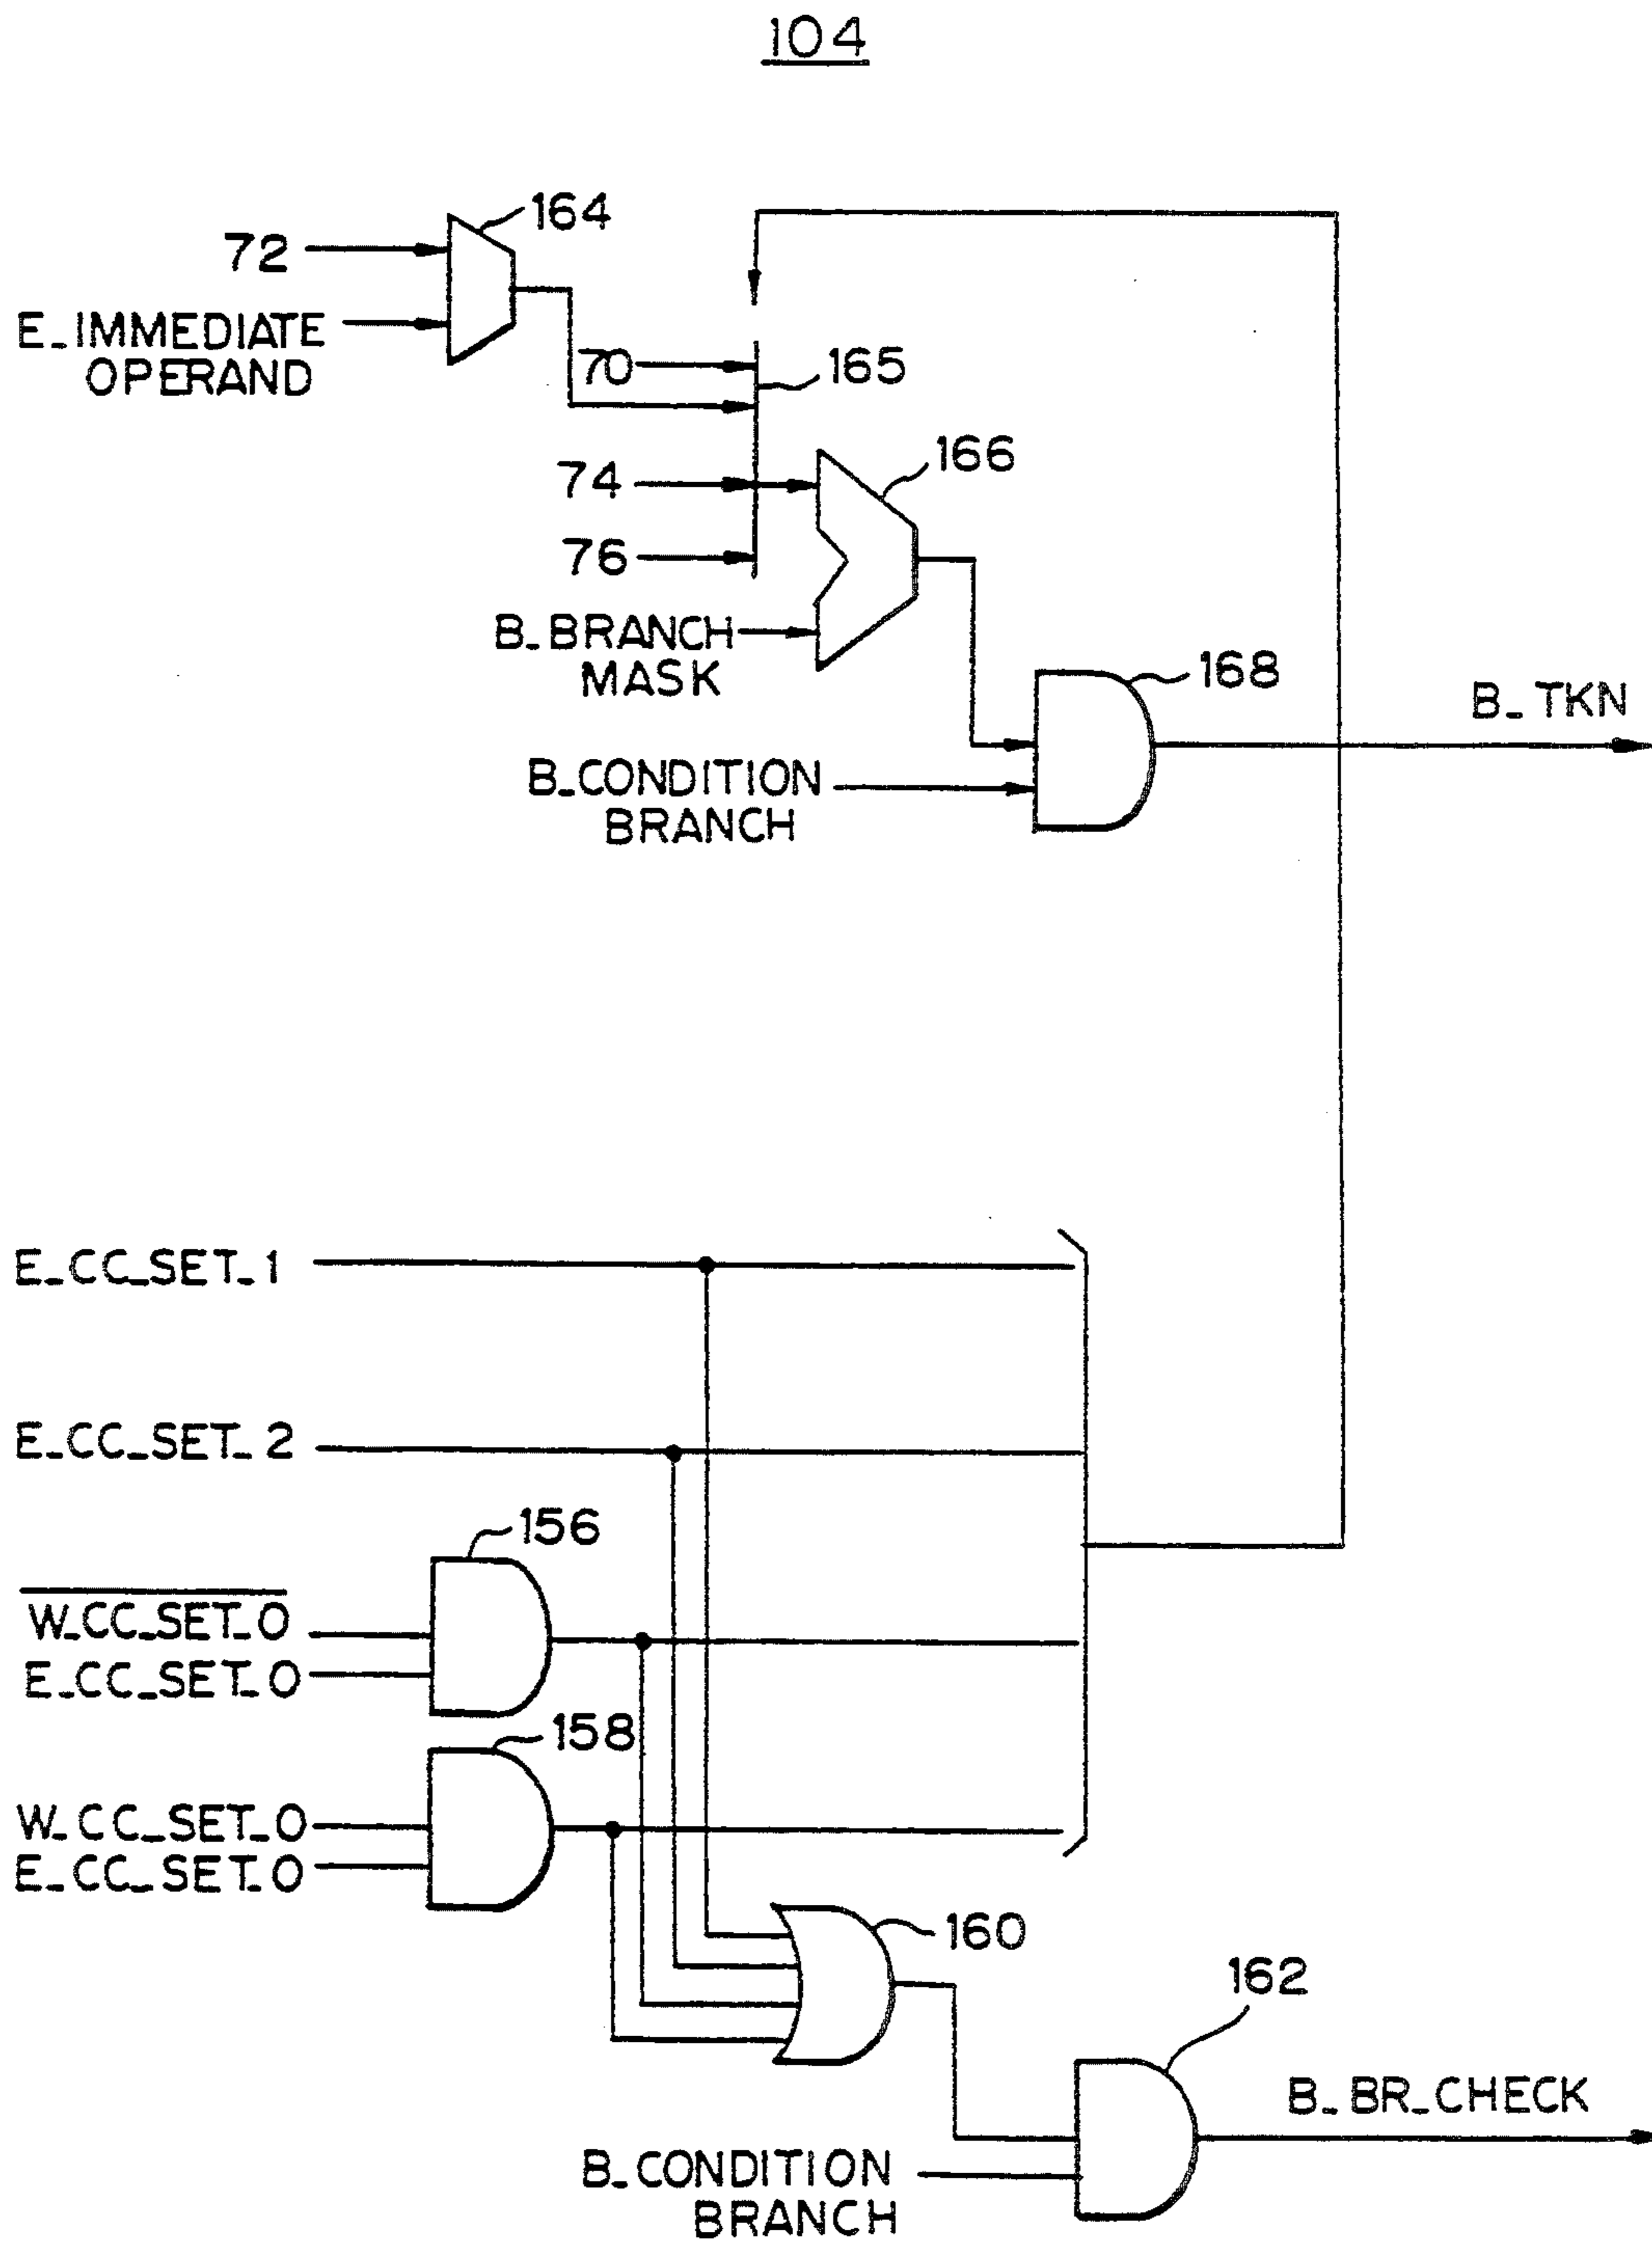 104
164
72
E_IMMEDIATE
OPERAND
70
165
74
166
76
B_BRANCH
MASK
168
B_TKN
B_CONDITION
BRANCH
E_CC_SET_1
E_CC_SET_2
156
W_CC_SET_0
E_CC_SET_0
158
W_CC_SET_0
E_CC_SET_0
160
162
B_BR_CHECK
B_CONDITION
BRANCH